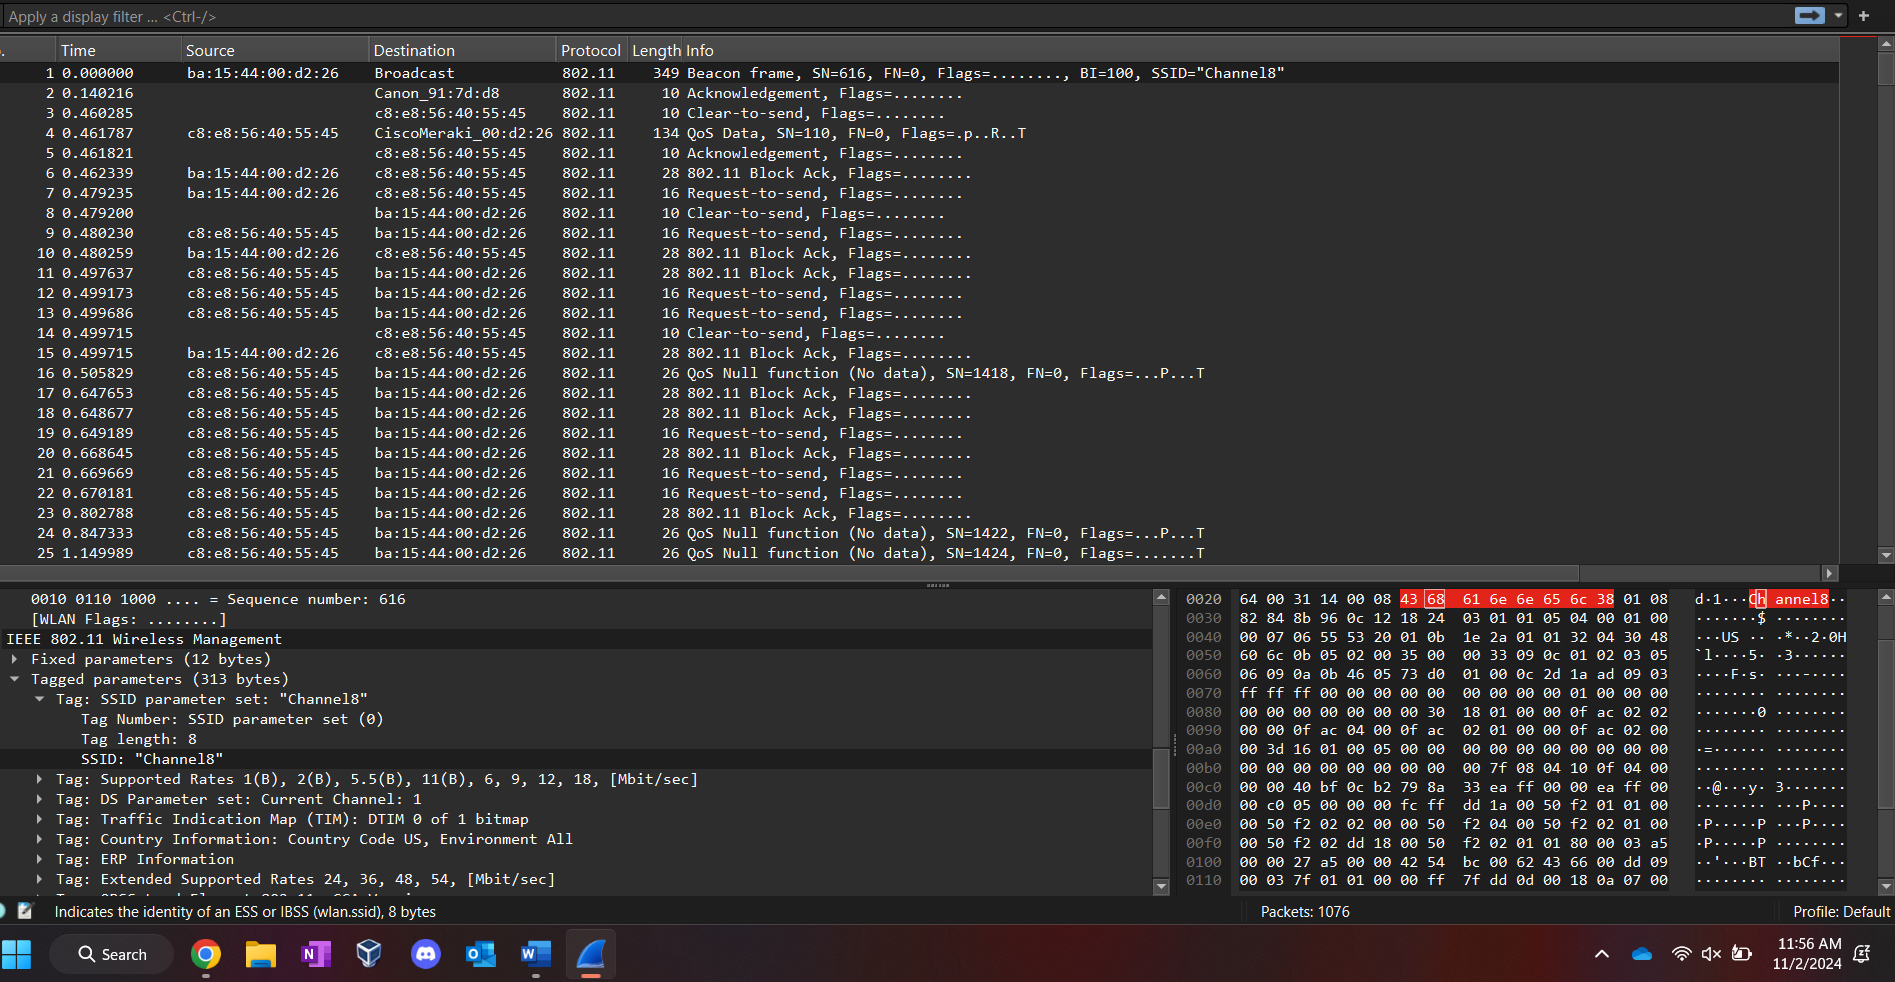 Apply a display filter ... <Ctrl-/>
Time Source Destination Protocol Length Info
1 0.000000 ba:15:44:00:d2:26 Broadcast 802.11 349 Beacon frame, SN=616, FN=0, Flags=........, BI=100, SSID="Channel8"
2 0.140216 Canon_91:7d:d8 802.11 10 Acknowledgement, Flags=........
3 0.460285 c8:e8:56:40:55:45 802.11 10 Clear-to-send, Flags=........
4 0.461787 c8:e8:56:40:55:45 CiscoMeraki_00:d2:26 802.11 134 QoS Data, SN=110, FN=0, Flags=.p..R..T
5 0.461821 c8:e8:56:40:55:45 802.11 10 Acknowledgement, Flags=........
6 0.462339 ba:15:44:00:d2:26 c8:e8:56:40:55:45 802.11 28 802.11 Block Ack, Flags=........
7 0.479235 ba:15:44:00:d2:26 c8:e8:56:40:55:45 802.11 16 Request-to-send, Flags=........
8 0.479200 ba:15:44:00:d2:26 802.11 10 Clear-to-send, Flags=........
9 0.480230 c8:e8:56:40:55:45 ba:15:44:00:d2:26 802.11 16 Request-to-send, Flags=........
10 0.480259 ba:15:44:00:d2:26 c8:e8:56:40:55:45 802.11 28 802.11 Block Ack, Flags=........
11 0.497637 c8:e8:56:40:55:45 ba:15:44:00:d2:26 802.11 28 802.11 Block Ack, Flags=........
12 0.499173 c8:e8:56:40:55:45 ba:15:44:00:d2:26 802.11 16 Request-to-send, Flags=........
13 0.499686 c8:e8:56:40:55:45 ba:15:44:00:d2:26 802.11 16 Request-to-send, Flags=........
14 0.499715 c8:e8:56:40:55:45 802.11 10 Clear-to-send, Flags=........
15 0.499715 ba:15:44:00:d2:26 c8:e8:56:40:55:45 802.11 28 802.11 Block Ack, Flags=........
16 0.505829 c8:e8:56:40:55:45 ba:15:44:00:d2:26 802.11 26 QoS Null function (No data), SN=1418, FN=0, Flags=...P...T
17 0.647653 c8:e8:56:40:55:45 ba:15:44:00:d2:26 802.11 28 802.11 Block Ack, Flags=........
18 0.648677 c8:e8:56:40:55:45 ba:15:44:00:d2:26 802.11 28 802.11 Block Ack, Flags=........
19 0.649189 c8:e8:56:40:55:45 ba:15:44:00:d2:26 802.11 16 Request-to-send, Flags=........
20 0.668645 c8:e8:56:40:55:45 ba:15:44:00:d2:26 802.11 28 802.11 Block Ack, Flags=........
21 0.669669 c8:e8:56:40:55:45 ba:15:44:00:d2:26 802.11 16 Request-to-send, Flags=........
22 0.670181 c8:e8:56:40:55:45 ba:15:44:00:d2:26 802.11 16 Request-to-send, Flags=........
23 0.802788 c8:e8:56:40:55:45 ba:15:44:00:d2:26 802.11 28 802.11 Block Ack, Flags=........
24 0.847333 c8:e8:56:40:55:45 ba:15:44:00:d2:26 802.11 26 QoS Null function (No data), SN=1422, FN=0, Flags=...P...T
25 1.149989 c8:e8:56:40:55:45 ba:15:44:00:d2:26 802.11 26 QoS Null function (No data), SN=1424, FN=0, Flags=.......T
0010 0110 1000 .... = Sequence number: 616
[WLAN Flags: ........]
IEEE 802.11 Wireless Management
Fixed parameters (12 bytes)
Tagged parameters (313 bytes)
Tag: SSID parameter set: "Channel8"
Tag Number: SSID parameter set (0)
Tag length: 8
SSID: "Channel8"
Tag: Supported Rates 1(B), 2(B), 5.5(B), 11(B), 6, 9, 12, 18, [Mbit/sec]
Tag: DS Parameter set: Current Channel: 1
Tag: Traffic Indication Map (TIM): DTIM 0 of 1 bitmap
Tag: Country Information: Country Code US, Environment All
Tag: ERP Information
Tag: Extended Supported Rates 24, 36, 48, 54, [Mbit/sec]
0020 64 00 31 14 00 08 43 68 61 6e 6e 65 6c 38 01 08 d·1···Ch annel8··
0030 82 84 8b 96 0c 12 18 24 03 01 01 05 04 00 01 00 ·······$ ········
0040 00 07 06 55 53 20 01 0b 1e 2a 01 01 32 04 30 48 ···US ·· ·*··2·0H
0050 60 6c 0b 05 02 00 35 00 00 33 09 0c 01 02 03 05 `l····5· ·3······
0060 06 09 0a 0b 46 05 73 d0 01 00 0c 2d 1a ad 09 03 ····F·s· ···-····
0070 ff ff ff 00 00 00 00 00 00 00 00 00 01 00 00 00 ········ ········
0080 00 00 00 00 00 00 00 30 18 01 00 00 0f ac 02 02 ·······0 ········
0090 00 00 0f ac 04 00 0f ac 02 01 00 00 0f ac 02 00 ········ ········
00a0 00 3d 16 01 00 05 00 00 00 00 00 00 00 00 00 00 ·=······ ········
00b0 00 00 00 00 00 00 00 00 00 7f 08 04 10 0f 04 00 ········ ········
00c0 00 00 40 bf 0c b2 79 8a 33 ea ff 00 00 ea ff 00 ··@···y· 3·······
00d0 00 c0 05 00 00 00 fc ff dd 1a 00 50 f2 01 01 00 ········ ···P····
00e0 00 50 f2 02 02 00 00 50 f2 04 00 50 f2 02 01 00 ·P·····P ···P····
00f0 00 50 f2 02 dd 18 00 50 f2 02 01 01 80 00 03 a5 ·P·····P ········
0100 00 00 27 a5 00 00 42 54 bc 00 62 43 66 00 dd 09 ··'···BT ··bCf···
0110 00 03 7f 01 01 00 00 ff 7f dd 0d 00 18 0a 07 00 ········ ········
Indicates the identity of an ESS or IBSS (wlan.ssid), 8 bytes
Packets: 1076
Profile: Default
Search
11:56 AM
11/2/2024